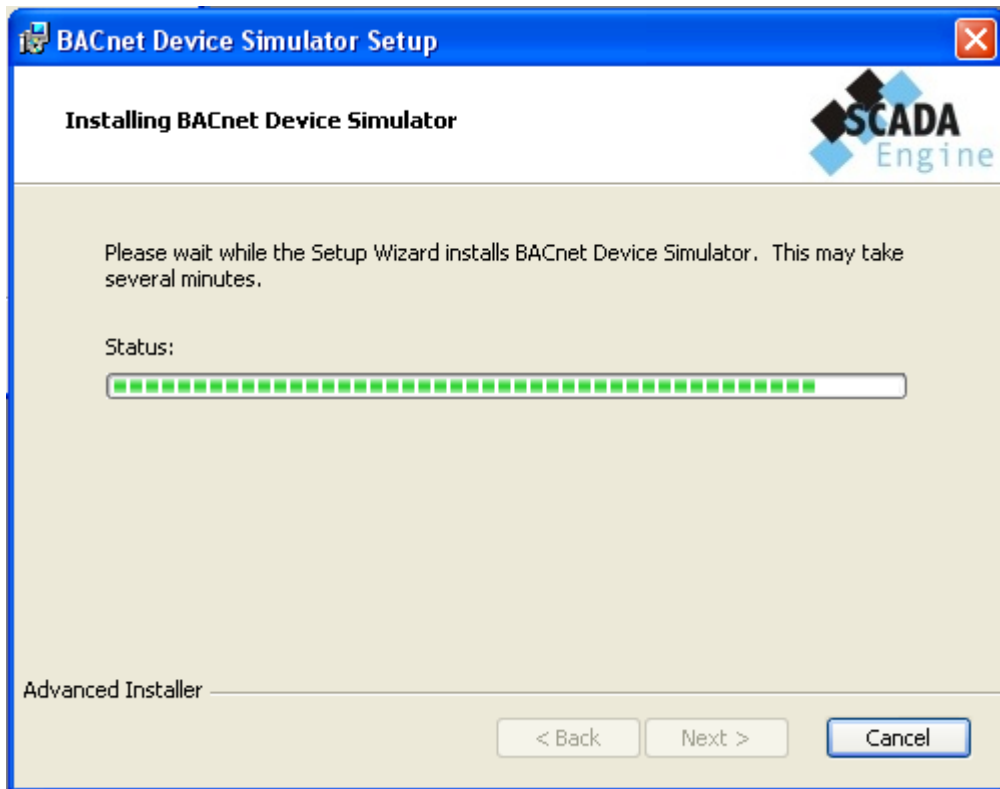 BACnet Device Simulator Setup
Installing BACnet Device Simulator
SCADA
Engine
Please wait while the Setup Wizard installs BACnet Device Simulator. This may take
several minutes.
Status:
Advanced Installer
< Back
Next >
Cancel